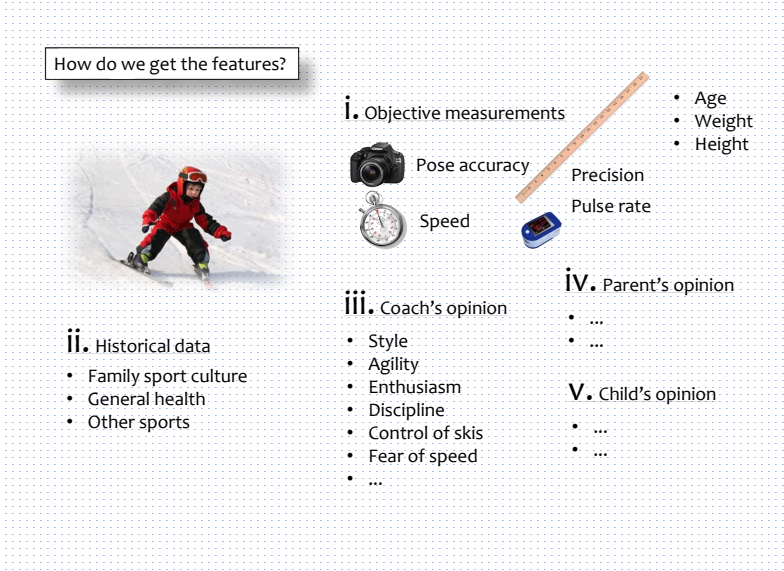 How do we get the features?
i. Objective measurements
• Age
• Weight
• Height
Pose accuracy
Precision
Speed
Pulse rate
ii. Historical data
• Family sport culture
• General health
• Other sports
iii. Coach's opinion
• Style
• Agility
• Enthusiasm
• Discipline
• Control of skis
• Fear of speed
• ...
iv. Parent's opinion
• ...
• ...
v. Child's opinion
• ...
• ...